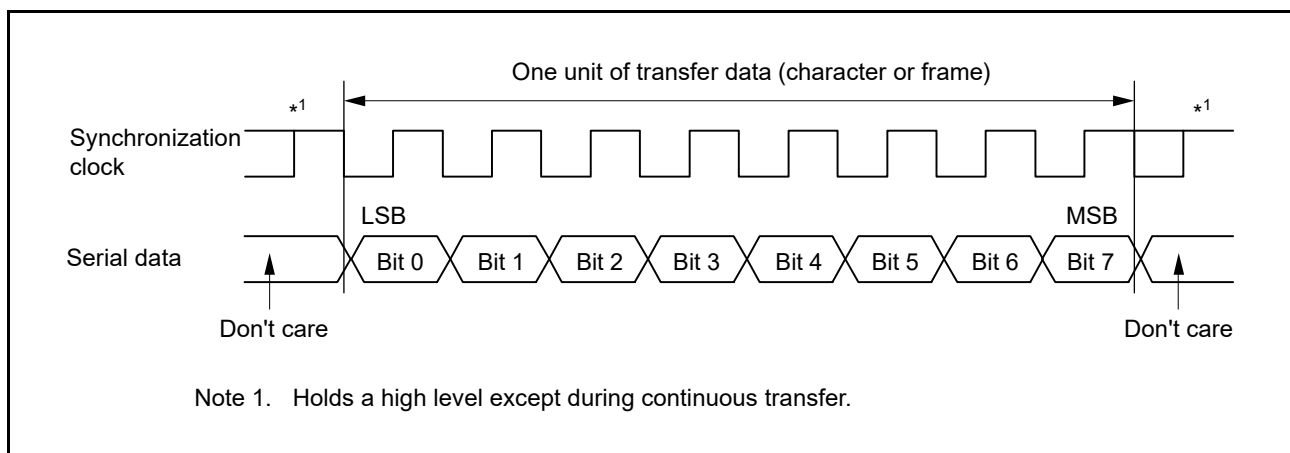 One unit of transfer data (character or frame)
*1 *1
Synchronization
clock
LSB MSB
Serial data Bit 0 Bit 1 Bit 2 Bit 3 Bit 4 Bit 5 Bit 6 Bit 7
Don't care Don't care
Note 1. Holds a high level except during continuous transfer.